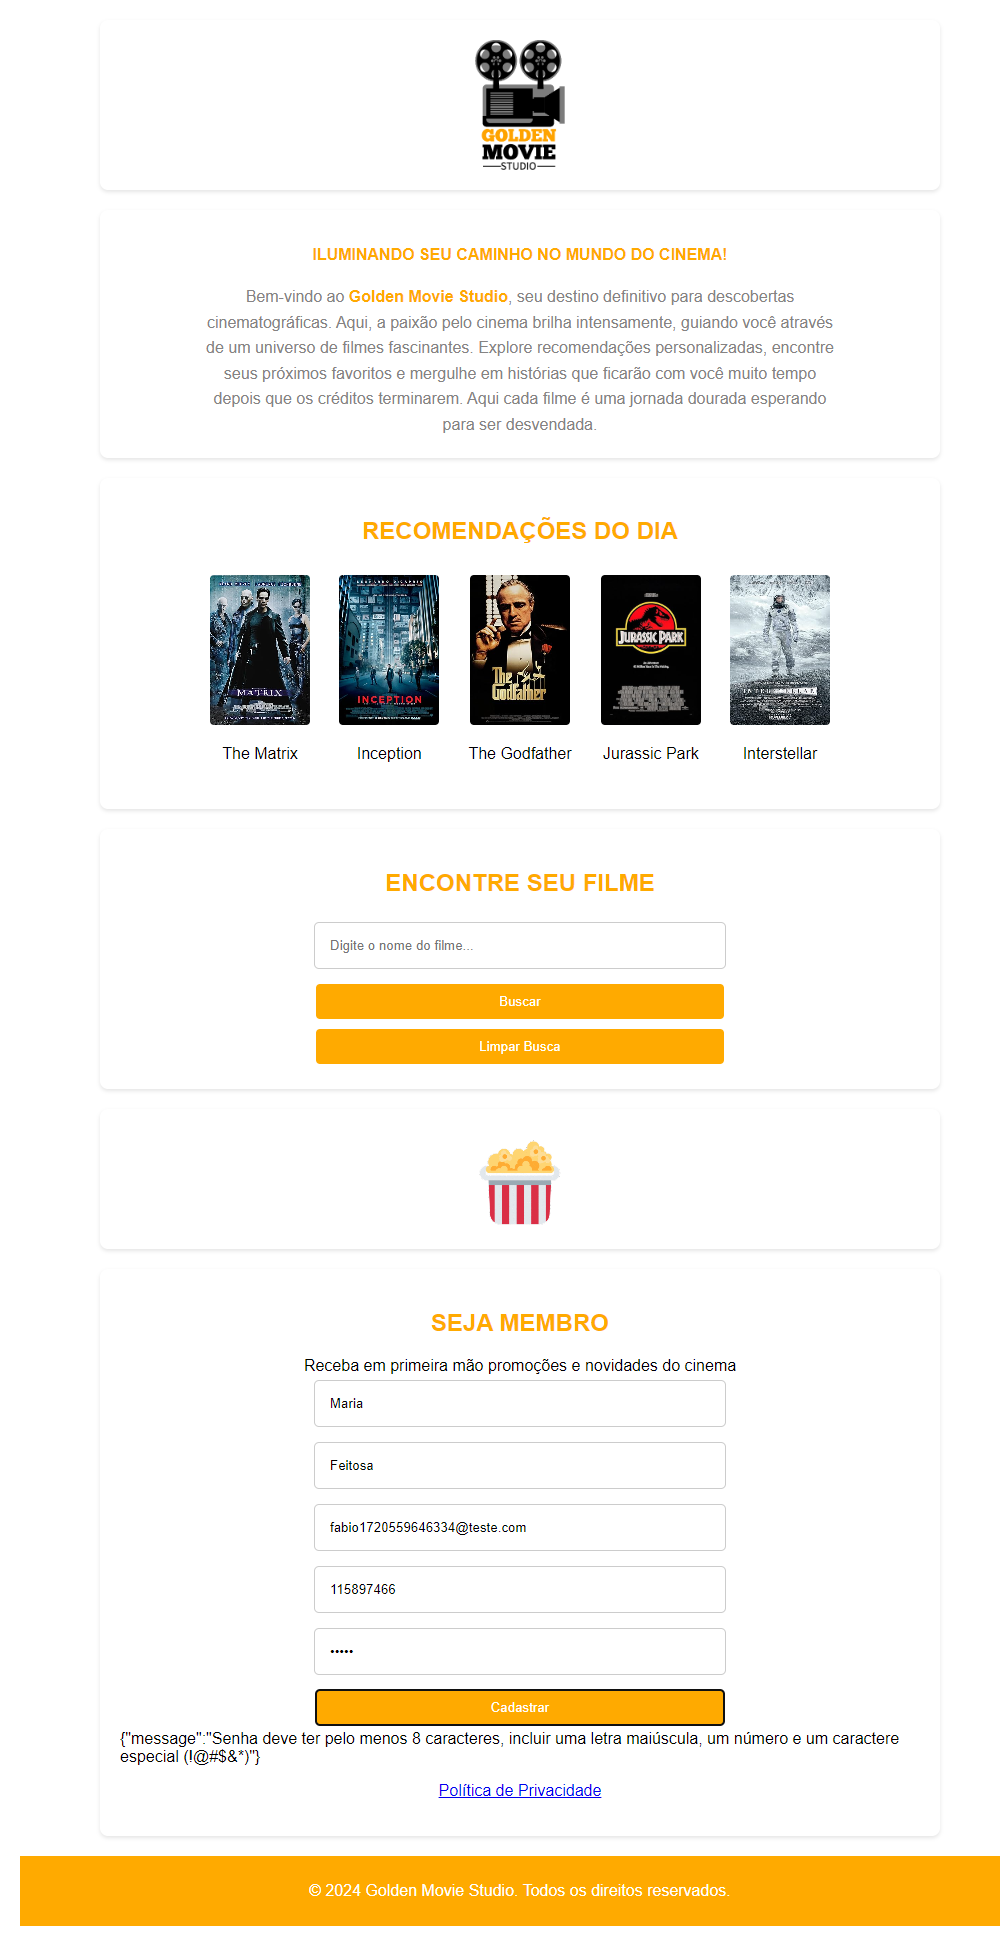 GOLDEN
MOVIE
STUDIO
ILUMINANDO SEU CAMINHO NO MUNDO DO CINEMA!
Bem-vindo ao Golden Movie Studio, seu destino definitivo para descobertas
cinematográficas. Aqui, a paixão pelo cinema brilha intensamente, guiando você através
de um universo de filmes fascinantes. Explore recomendações personalizadas, encontre
seus próximos favoritos e mergulhe em histórias que ficarão com você muito tempo
depois que os créditos terminarem. Aqui cada filme é uma jornada dourada esperando
para ser desvendada.
RECOMENDAÇÕES DO DIA
MATRIX
INCEPTION
The
Godfather
JURASSIC PARK
INTERSTELLAR
The Matrix
Inception
The Godfather
Jurassic Park
Interstellar
ENCONTRE SEU FILME
Digite o nome do filme...
Buscar
Limpar Busca
SEJA MEMBRO
Receba em primeira mão promoções e novidades do cinema
Maria
Feitosa
fabio1720559646334@teste.com
115897466
•••••
Cadastrar
{"message":"Senha deve ter pelo menos 8 caracteres, incluir uma letra maiúscula, um número e um caractere
especial (!@#$&*)"}
Política de Privacidade
© 2024 Golden Movie Studio. Todos os direitos reservados.